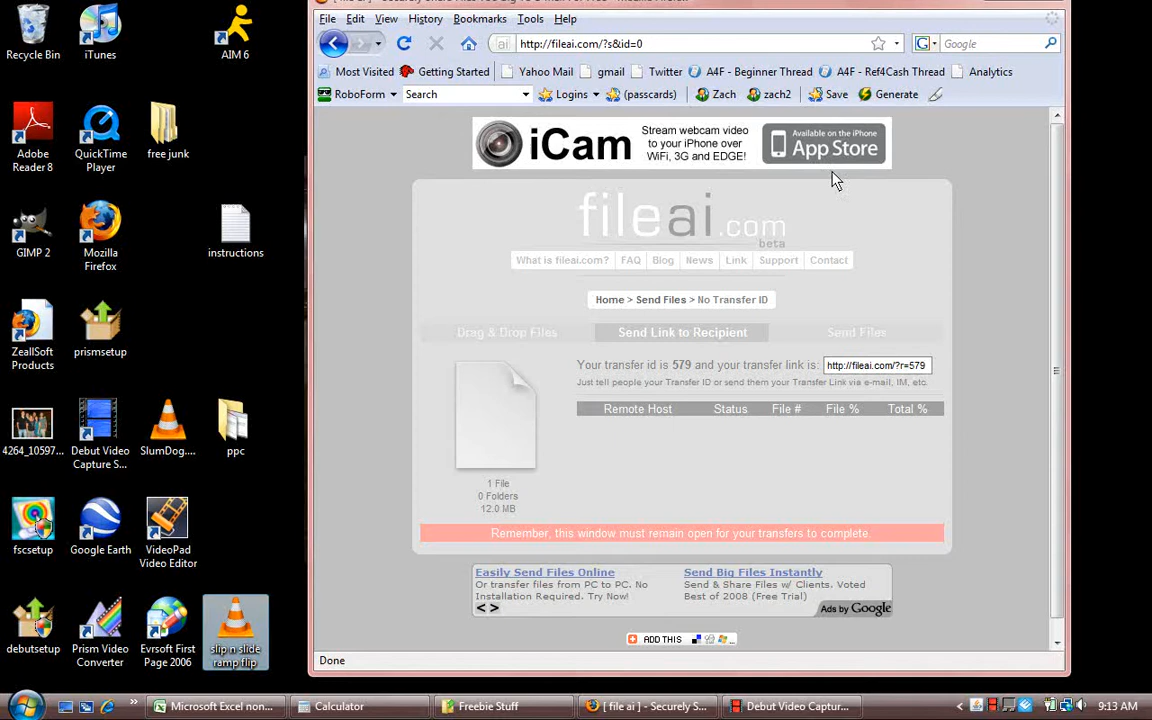 Recycle Bin
iTunes
AIM 6
Adobe
Reader 8
QuickTime
Player
free junk
GIMP 2
Mozilla
Firefox
instructions
ZeallSoft
Products
prismsetup
4264_10597...
Debut Video
Capture S...
SlumDog....
ppc
fscsetup
Google Earth
VideoPad
Video Editor
debutsetup
Prism Video
Converter
Evrsoft First
Page 2006
slip n slide
ramp flip
File Edit View History Bookmarks Tools Help
ai http://fileai.com/?s&id=0 G Google
Most Visited Getting Started Yahoo Mail gmail Twitter A4F - Beginner Thread A4F - Ref4Cash Thread Analytics
RoboForm Search Logins (passcards) Zach zach2 Save Generate
iCam
Stream webcam video
to your iPhone over
WiFi, 3G and EDGE!
Available on the iPhone
App Store
fileai.com
beta
What is fileai.com? FAQ Blog News Link Support Contact
Home > Send Files > No Transfer ID
Drag & Drop Files Send Link to Recipient Send Files
Your transfer id is 579 and your transfer link is: http://fileai.com/?r=579
Just tell people your Transfer ID or send them your Transfer Link via e-mail, IM, etc.
Remote Host Status File # File % Total %
1 File
0 Folders
12.0 MB
Remember, this window must remain open for your transfers to complete.
Easily Send Files Online
Or transfer files from PC to PC. No
Installation Required. Try Now!
Send Big Files Instantly
Send & Share Files w/ Clients. Voted
Best of 2008 (Free Trial)
< >
Ads by Google
ADD THIS
Done
» Microsoft Excel non... Calculator Freebie Stuff [ file ai ] - Securely S... Debut Video Captur... < 9:13 AM